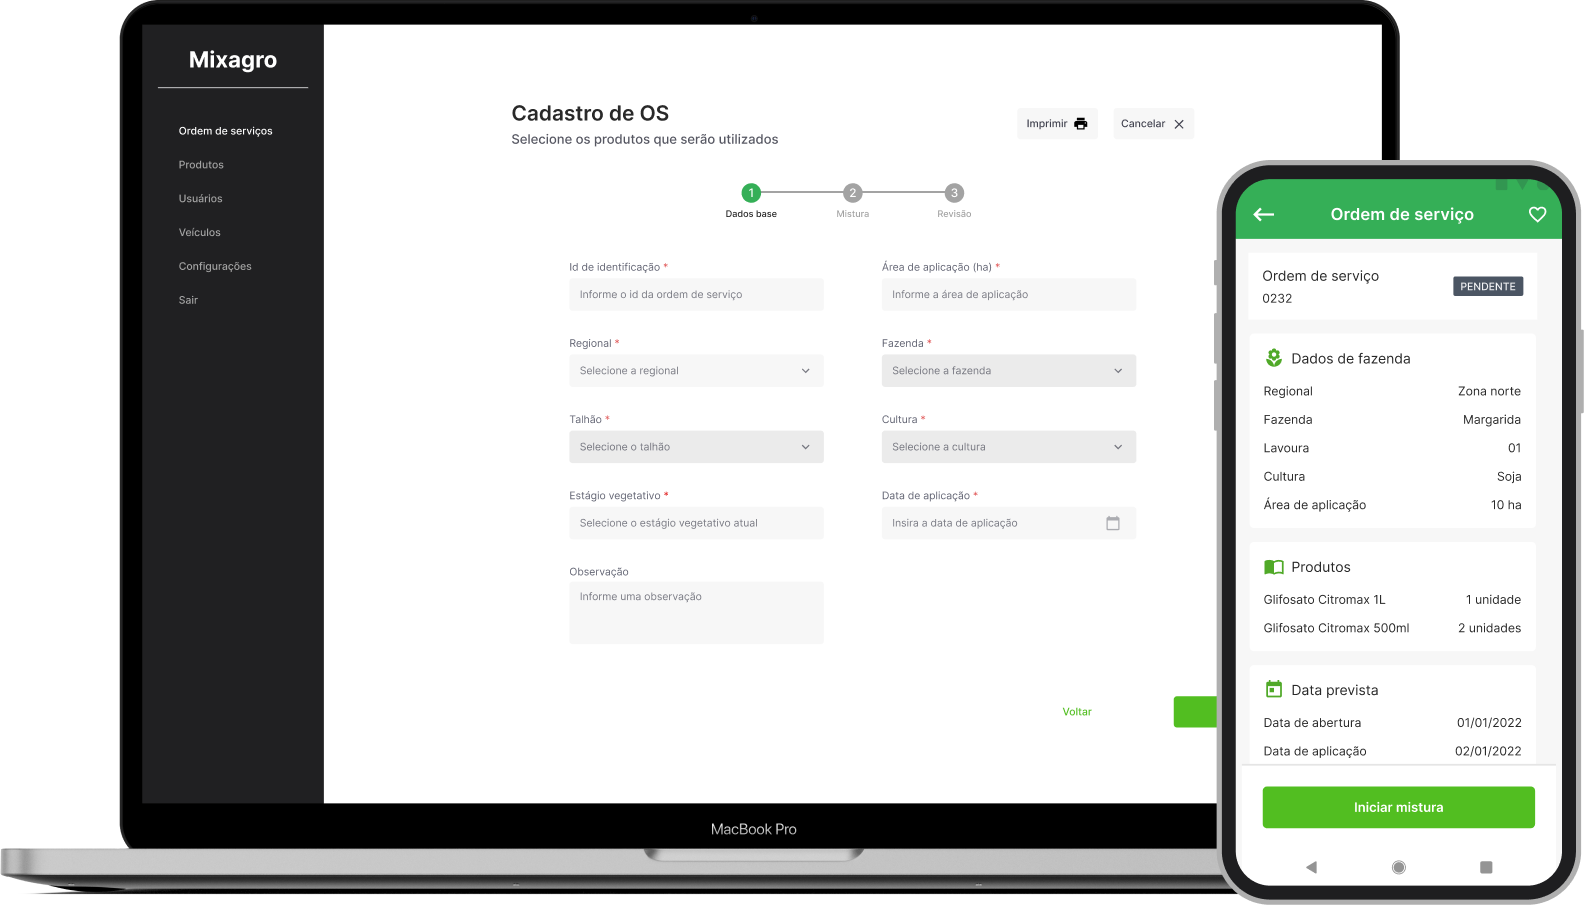 Mixagro
Ordem de serviços
Produtos
Usuários
Veículos
Configurações
Sair
Cadastro de OS
Selecione os produtos que serão utilizados
Imprimir
Cancelar
1
2
3
Dados base
Mistura
Revisão
Id de identificação *
Área de aplicação (ha) *
Informe o id da ordem de serviço
Informe a área de aplicação
Regional *
Fazenda *
Selecione a regional
Selecione a fazenda
Talhão *
Cultura *
Selecione o talhão
Selecione a cultura
Estágio vegetativo *
Data de aplicação *
Selecione o estágio vegetativo atual
Insira a data de aplicação
Observação
Informe uma observação
Voltar
MacBook Pro
Ordem de serviço
Ordem de serviço
0232
PENDENTE
Dados de fazenda
Regional Zona norte
Fazenda Margarida
Lavoura 01
Cultura Soja
Área de aplicação 10 ha
Produtos
Glifosato Citromax 1L 1 unidade
Glifosato Citromax 500ml 2 unidades
Data prevista
Data de abertura 01/01/2022
Data de aplicação 02/01/2022
Iniciar mistura